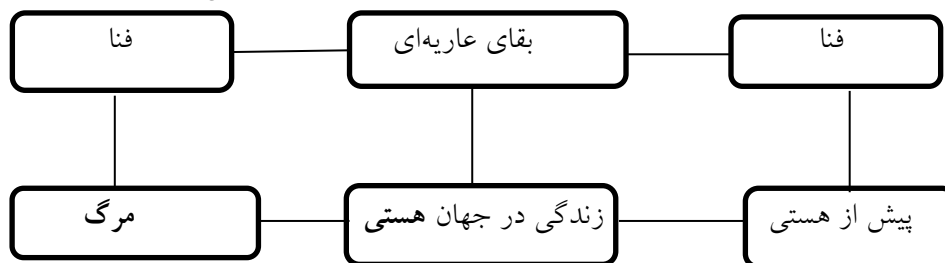 فنا
بقای عاریه‌ای
فنا
پیش از هستی
زندگی در جهان هستی
مرگ